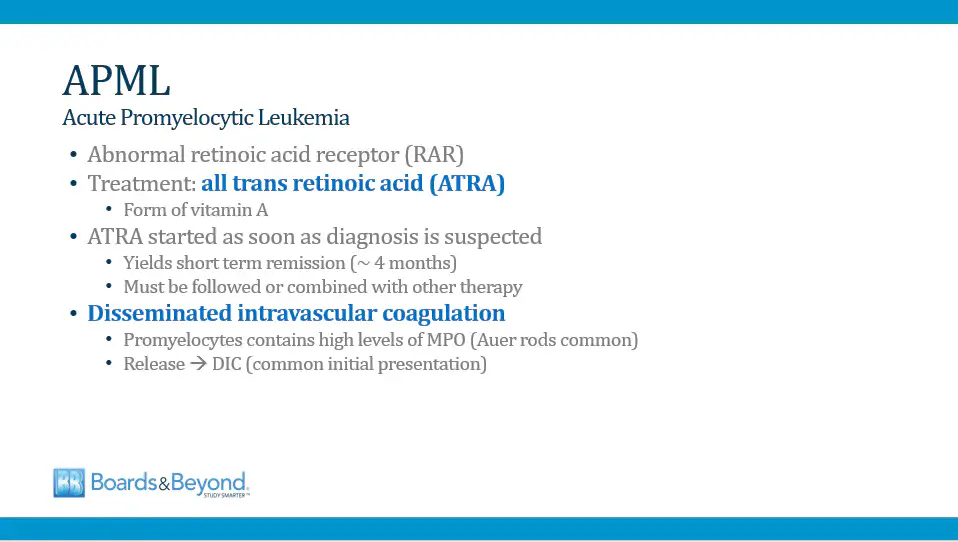 APML
Acute Promyelocytic Leukemia
• Abnormal retinoic acid receptor (RAR)
• Treatment: all trans retinoic acid (ATRA)
• Form of vitamin A
• ATRA started as soon as diagnosis is suspected
• Yields short term remission (~ 4 months)
• Must be followed or combined with other therapy
• Disseminated intravascular coagulation
• Promyelocytes contains high levels of MPO (Auer rods common)
• Release → DIC (common initial presentation)
BB Boards&Beyond.
STUDY SMARTER™